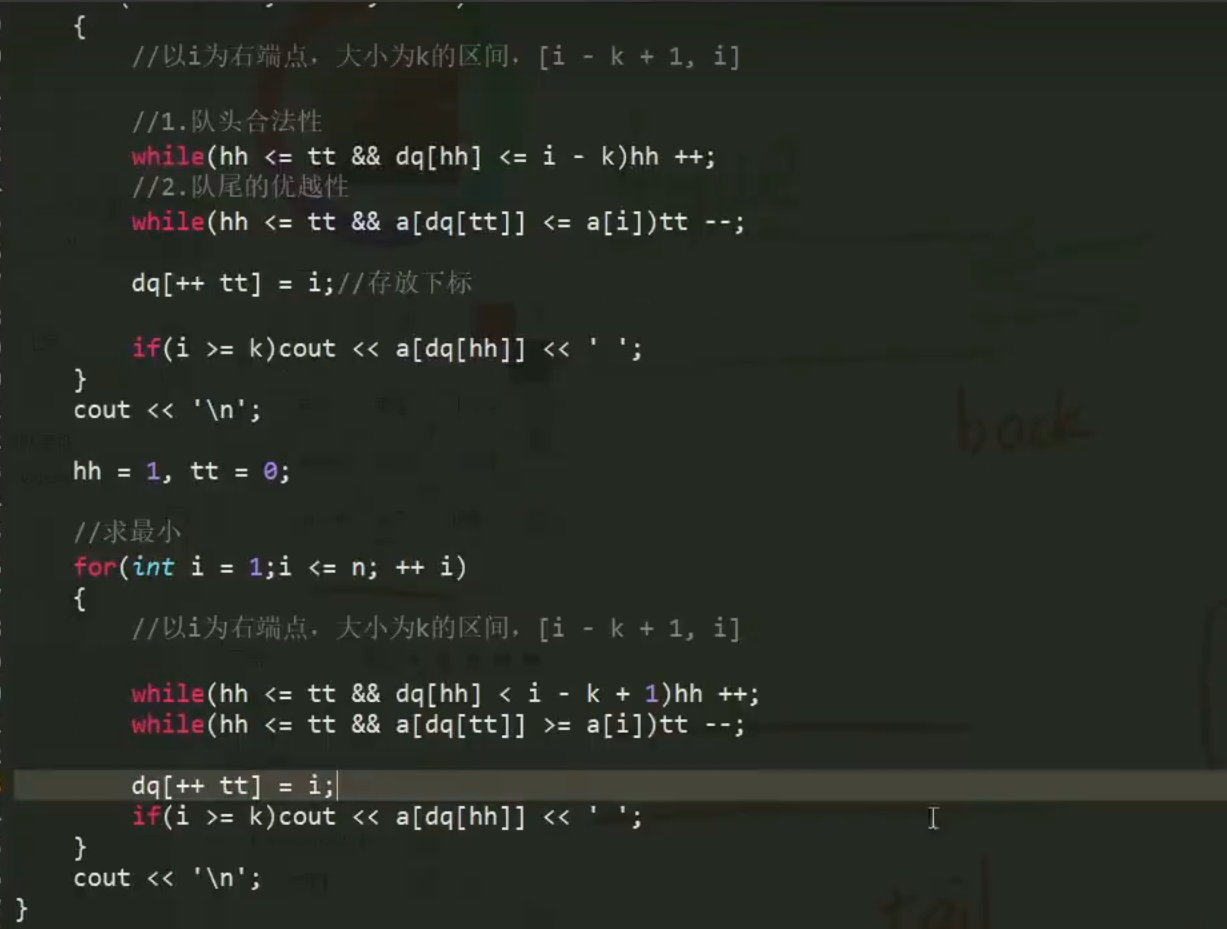 {
//以i为右端点，大小为k的区间，[i - k + 1, i]
//1.队头合法性
while(hh <= tt && dq[hh] <= i - k)hh ++;
//2.队尾的优越性
while(hh <= tt && a[dq[tt]] <= a[i])tt --;
dq[++ tt] = i;//存放下标
if(i >= k)cout << a[dq[hh]] << ' ';
}
cout << '\n';
back
hh = 1, tt = 0;
//求最小
for(int i = 1;i <= n; ++ i)
{
//以i为右端点，大小为k的区间，[i - k + 1, i]
while(hh <= tt && dq[hh] < i - k + 1)hh ++;
while(hh <= tt && a[dq[tt]] >= a[i])tt --;
dq[++ tt] = i;
if(i >= k)cout << a[dq[hh]] << ' ';
}
cout << '\n';
tail
}